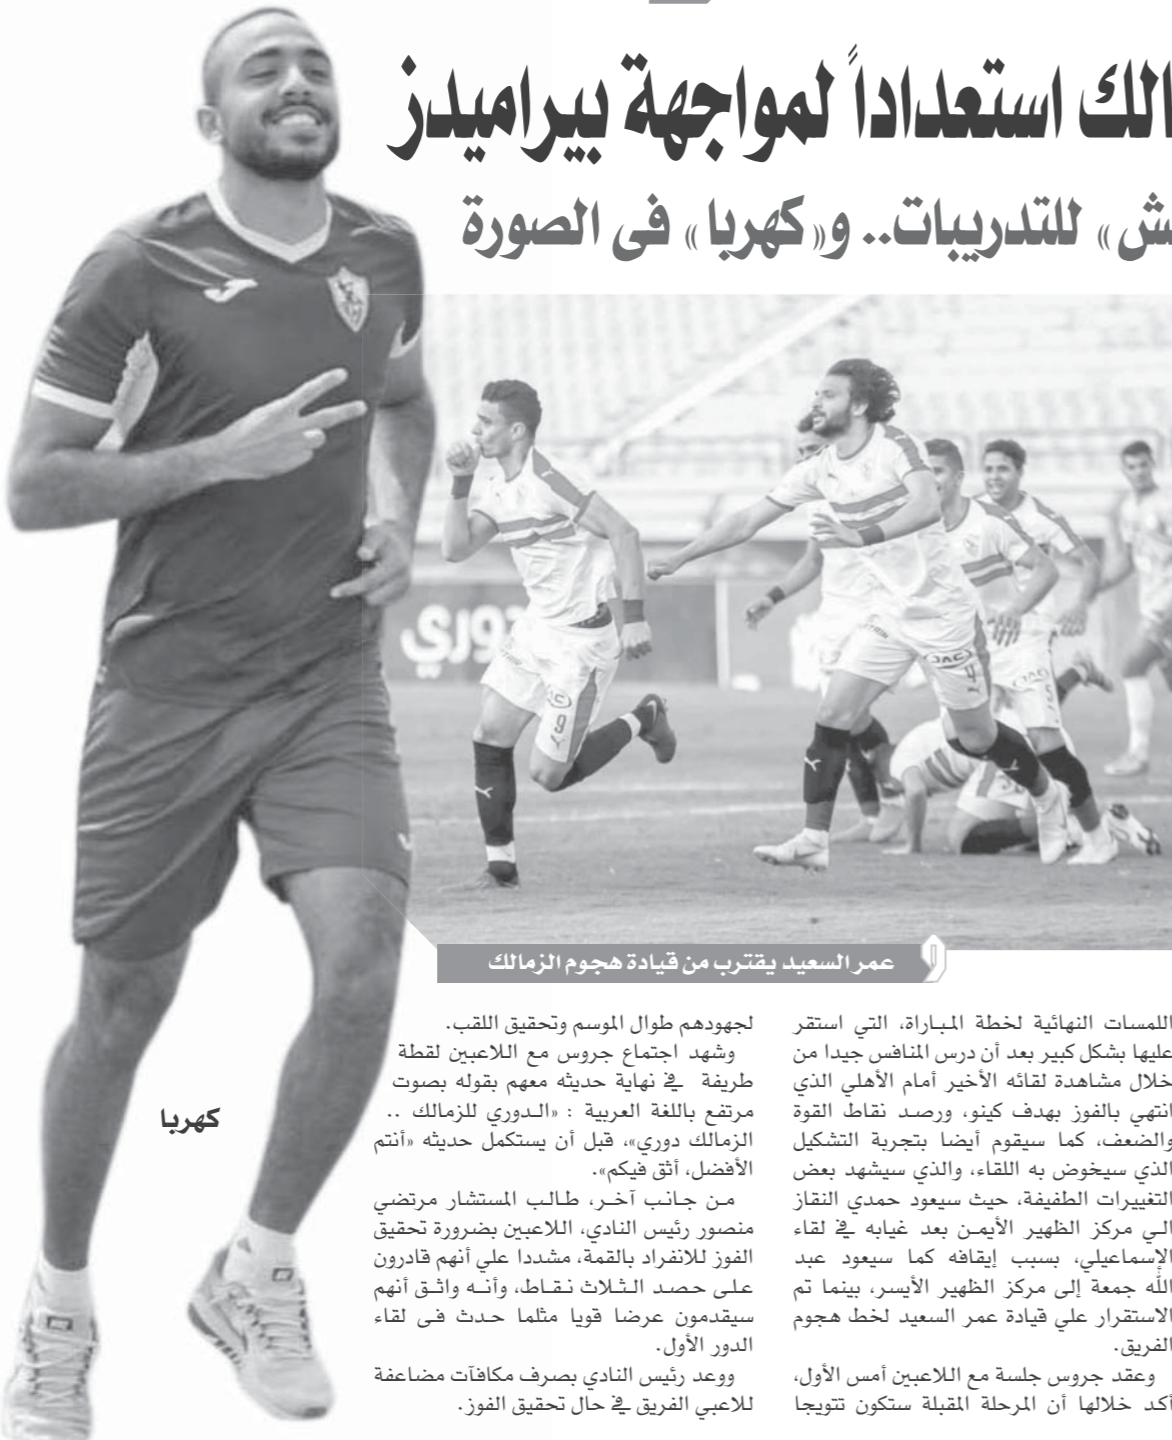 الك استعداداً لمواجهة بيراميدز
ش» للتدريبات.. و«كهربا» فى الصورة
دوري
JAC
JAC
9
4
5
عمر السعيد يقترب من قيادة هجوم الزمالك
اللمسات النهائية لخطة المباراة، التي استقر
عليها بشكل كبير بعد أن درس المنافس جيدا من
خلال مشاهدة لقائه الأخير أمام الأهلي الذي
انتهي بالفوز بهدف كينو، ورصد نقاط القوة
والضعف، كما سيقوم أيضا بتجربة التشكيل
الذي سيخوض به اللقاء، والذي سيشهد بعض
التغييرات الطفيفة، حيث سيعود حمدي النقاز
الي مركز الظهير الأيمن بعد غيابه في لقاء
الإسماعيلي، بسبب إيقافه كما سيعود عبد
الله جمعة إلى مركز الظهير الأيسر، بينما تم
الاستقرار علي قيادة عمر السعيد لخط هجوم
الفريق.
وعقد جروس جلسة مع اللاعبين أمس الأول،
أكد خلالها أن المرحلة المقبلة ستكون تتويجا
لجهودهم طوال الموسم وتحقيق اللقب.
وشهد اجتماع جروس مع اللاعبين لقطة
طريفة في نهاية حديثه معهم بقوله بصوت
مرتفع باللغة العربية : «الدوري للزمالك ..
الزمالك دوري»، قبل أن يستكمل حديثه «أنتم
الأفضل، أثق فيكم».
من جانب آخر، طالب المستشار مرتضي
منصور رئيس النادي، اللاعبين بضرورة تحقيق
الفوز للانفراد بالقمة، مشددا علي أنهم قادرون
على حصد الثلاث نقاط، وأنه واثق أنهم
سيقدمون عرضا قويا مثلما حدث فى لقاء
الدور الأول.
ووعد رئيس النادي بصرف مكافآت مضاعفة
للاعبي الفريق في حال تحقيق الفوز.
كهربا